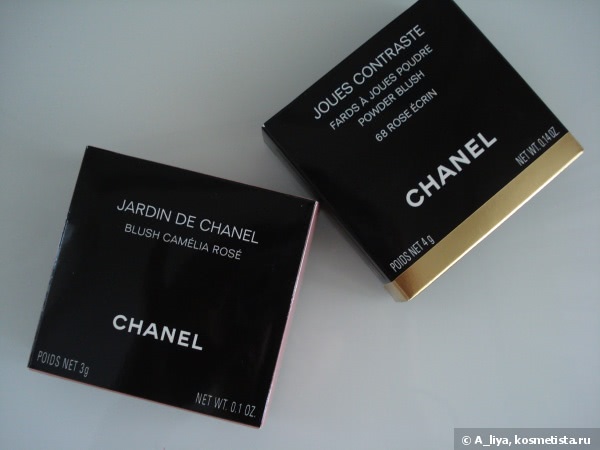 JARDIN DE CHANEL
BLUSH CAMÉLIA ROSÉ
CHANEL
POIDS NET 3g
NET WT. 0.1 OZ.
JOUES CONTRASTE
FARDS À JOUES POUDRE
POWDER BLUSH
68 ROSE ÉCRIN
CHANEL
POIDS NET 4 g
NET WT. 0.14 OZ.
© A_liya, kosmetista.ru